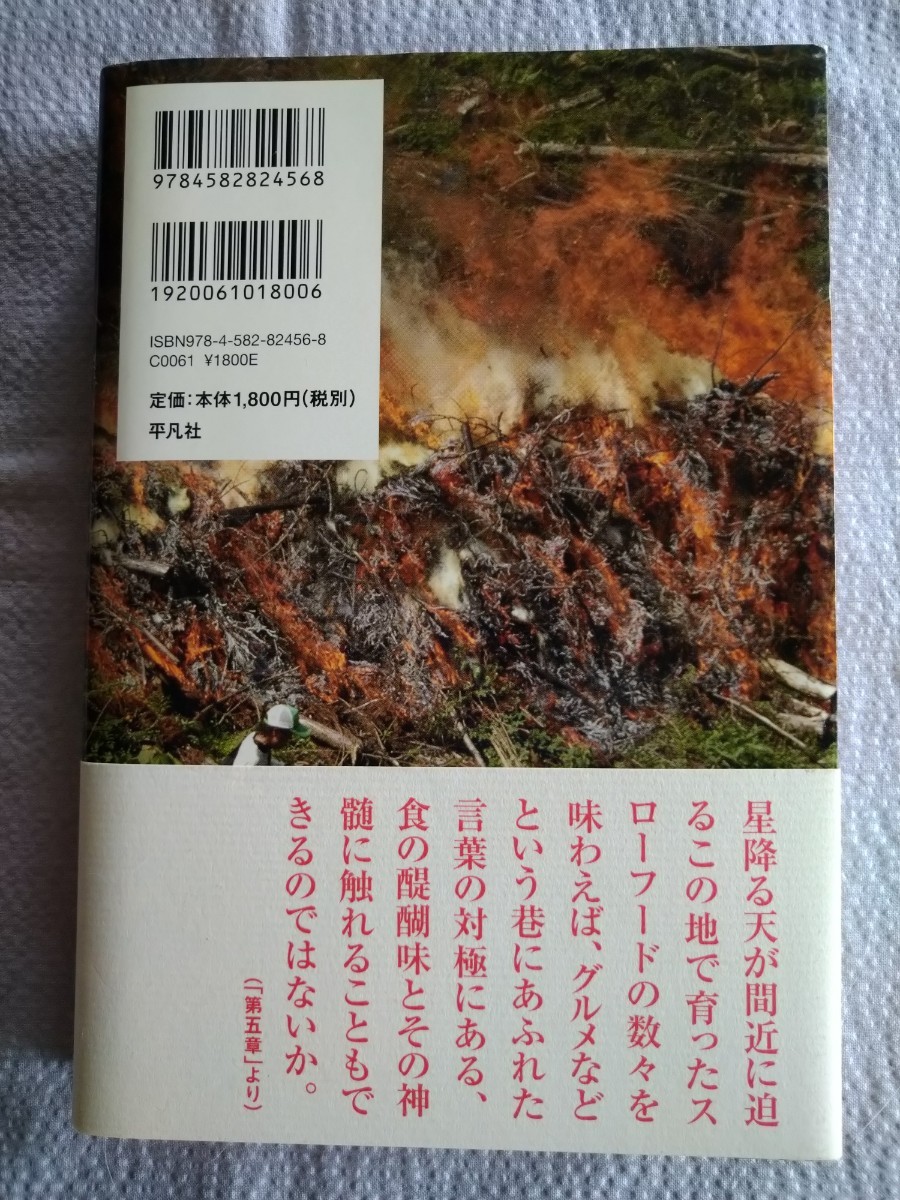 9784582824568
1920061018006
ISBN978-4-582-82456-8
C0061 ¥1800E
定価:本体1,800円(税別)
平凡社
星降る天が間近に迫
るこの地で育ったス
ローフードの数々を
味わえば、グルメなど
という巷にあふれた
言葉の対極にある、
食の醍醐味とその神
髄に触れることもで
きるのではないか。
(「第五章」より)